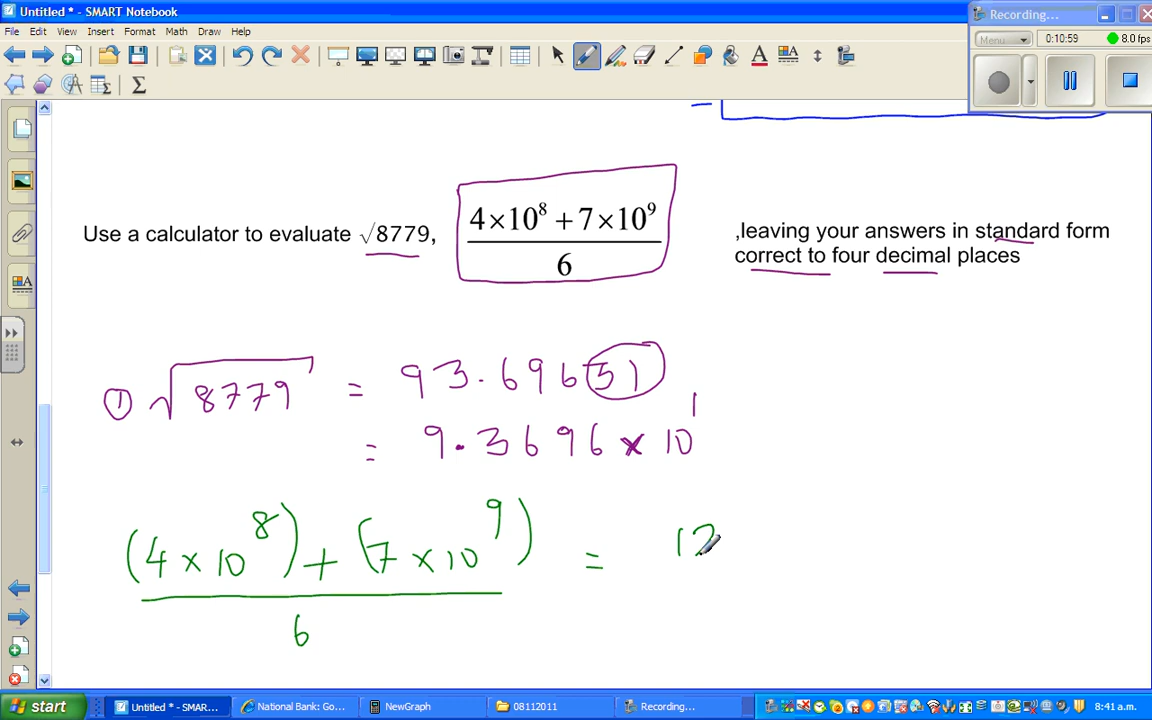 Untitled * - SMART Notebook
Recording...
File Edit View Insert Format Math Draw Help
Menu 0:10:59 8.0 fps
Use a calculator to evaluate √8779, 4×10⁸ + 7×10⁹ / 6 ,leaving your answers in standard form
correct to four decimal places
① √8779 = 93.69651
= 9.3696 × 10¹
(4 × 10⁸) + (7 × 10⁹) = 12
6
start Untitled * - SMART... National Bank: Go... NewGraph 08112011 Recording... 8:41 a.m.